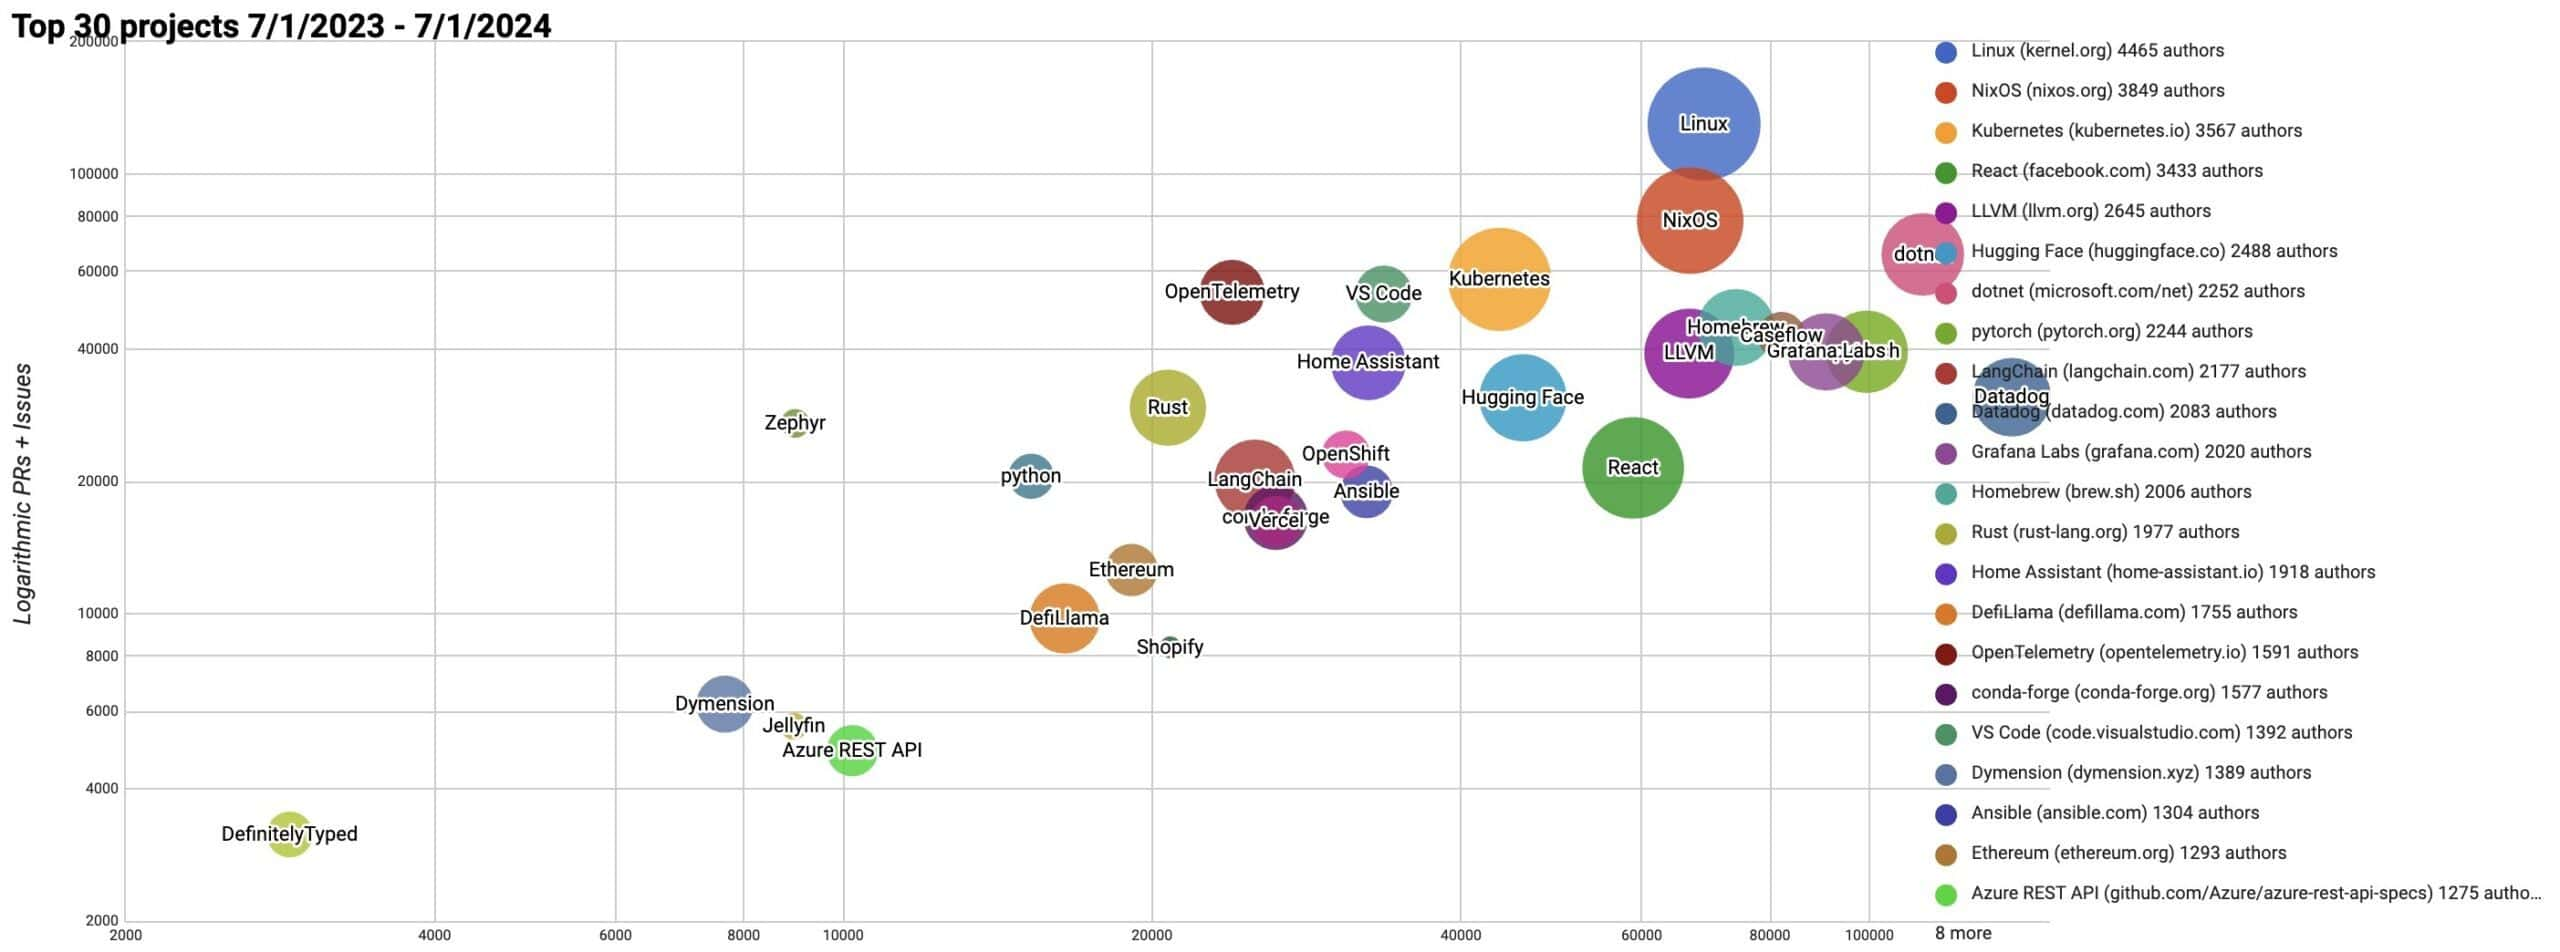 Top 30 projects 7/1/2023 - 7/1/2024
200000
100000
80000
60000
40000
20000
10000
8000
6000
4000
2000
Logarithmic PRs + Issues
2000
4000
6000
8000
10000
20000
40000
60000
80000
100000
Linux
NixOS
dotn
Kubernetes
OpenTelemetry
VS Code
Homebrew
Caseflow
LLVM
Grafana Labs
h
Home Assistant
Hugging Face
Datadog
Rust
Zephyr
OpenShift
React
python
LangChain
Ansible
Vercel
Ethereum
DefiLlama
Shopify
Dymension
Jellyfin
Azure REST API
DefinitelyTyped
Linux (kernel.org) 4465 authors
NixOS (nixos.org) 3849 authors
Kubernetes (kubernetes.io) 3567 authors
React (facebook.com) 3433 authors
LLVM (llvm.org) 2645 authors
Hugging Face (huggingface.co) 2488 authors
dotnet (microsoft.com/net) 2252 authors
pytorch (pytorch.org) 2244 authors
LangChain (langchain.com) 2177 authors
Datadog (datadog.com) 2083 authors
Grafana Labs (grafana.com) 2020 authors
Homebrew (brew.sh) 2006 authors
Rust (rust-lang.org) 1977 authors
Home Assistant (home-assistant.io) 1918 authors
DefiLlama (defillama.com) 1755 authors
OpenTelemetry (opentelemetry.io) 1591 authors
conda-forge (conda-forge.org) 1577 authors
VS Code (code.visualstudio.com) 1392 authors
Dymension (dymension.xyz) 1389 authors
Ansible (ansible.com) 1304 authors
Ethereum (ethereum.org) 1293 authors
Azure REST API (github.com/Azure/azure-rest-api-specs) 1275 autho...
8 more